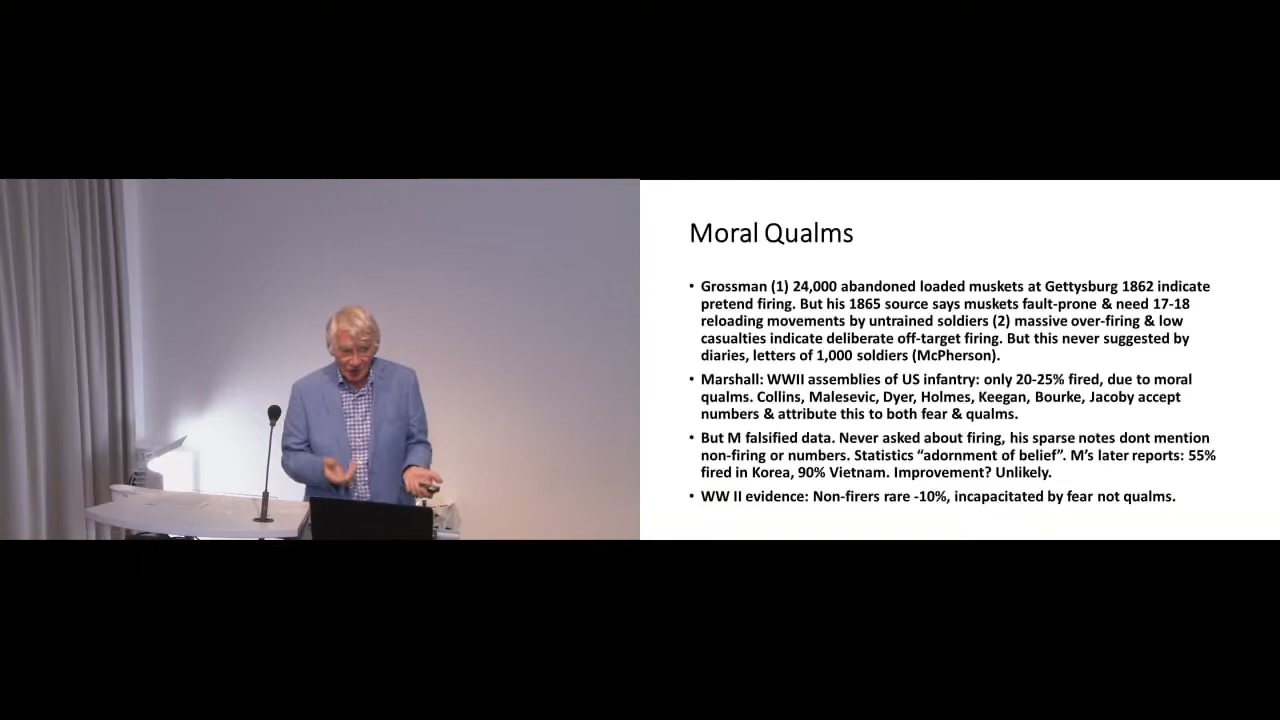 Moral Qualms
• Grossman (1) 24,000 abandoned loaded muskets at Gettysburg 1862 indicate
pretend firing. But his 1865 source says muskets fault-prone & need 17-18
reloading movements by untrained soldiers (2) massive over-firing & low
casualties indicate deliberate off-target firing. But this never suggested by
diaries, letters of 1,000 soldiers (McPherson).
• Marshall: WWII assemblies of US infantry: only 20-25% fired, due to moral
qualms. Collins, Malesevic, Dyer, Holmes, Keegan, Bourke, Jacoby accept
numbers & attribute this to both fear & qualms.
• But M falsified data. Never asked about firing, his sparse notes dont mention
non-firing or numbers. Statistics “adornment of belief”. M’s later reports: 55%
fired in Korea, 90% Vietnam. Improvement? Unlikely.
• WW II evidence: Non-firers rare -10%, incapacitated by fear not qualms.